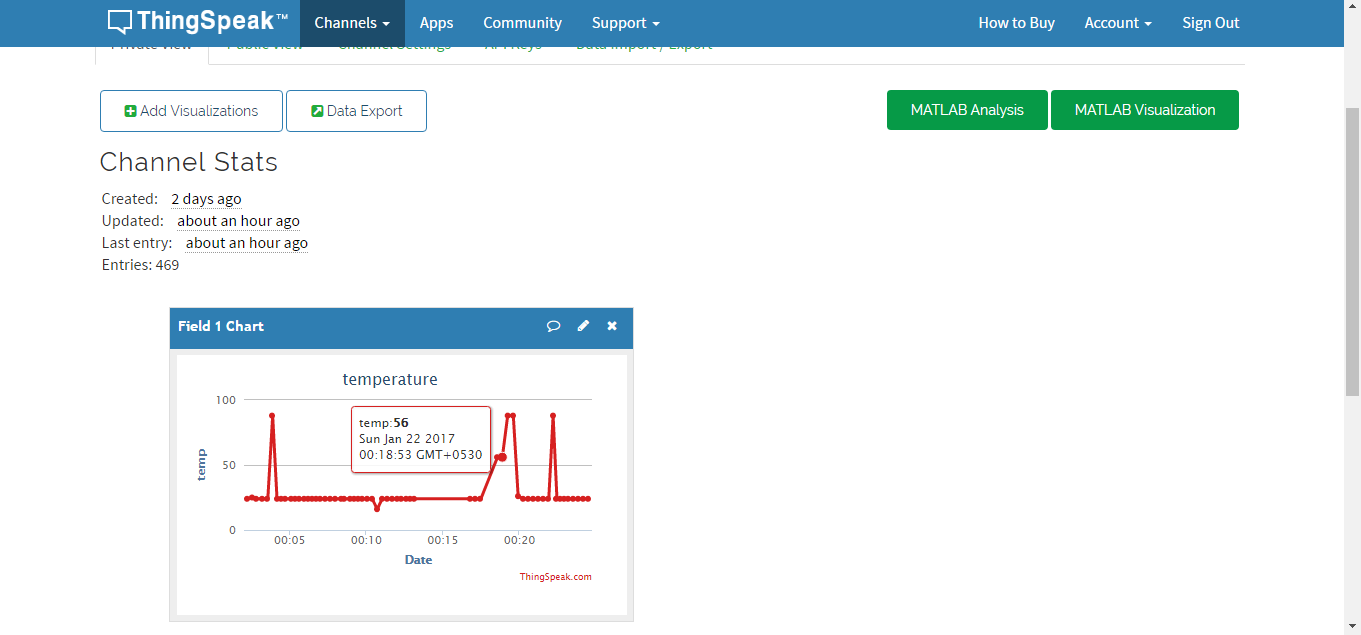 ThingSpeak™ Channels Apps Community Support How to Buy Account Sign Out
Private View Public View Channel Settings API Keys Data Import / Export
Add Visualizations Data Export MATLAB Analysis MATLAB Visualization
Channel Stats
Created: 2 days ago
Updated: about an hour ago
Last entry: about an hour ago
Entries: 469
Field 1 Chart
temperature
100
50
0
temp
temp:56
Sun Jan 22 2017
00:18:53 GMT+0530
00:05 00:10 00:15 00:20
Date
ThingSpeak.com